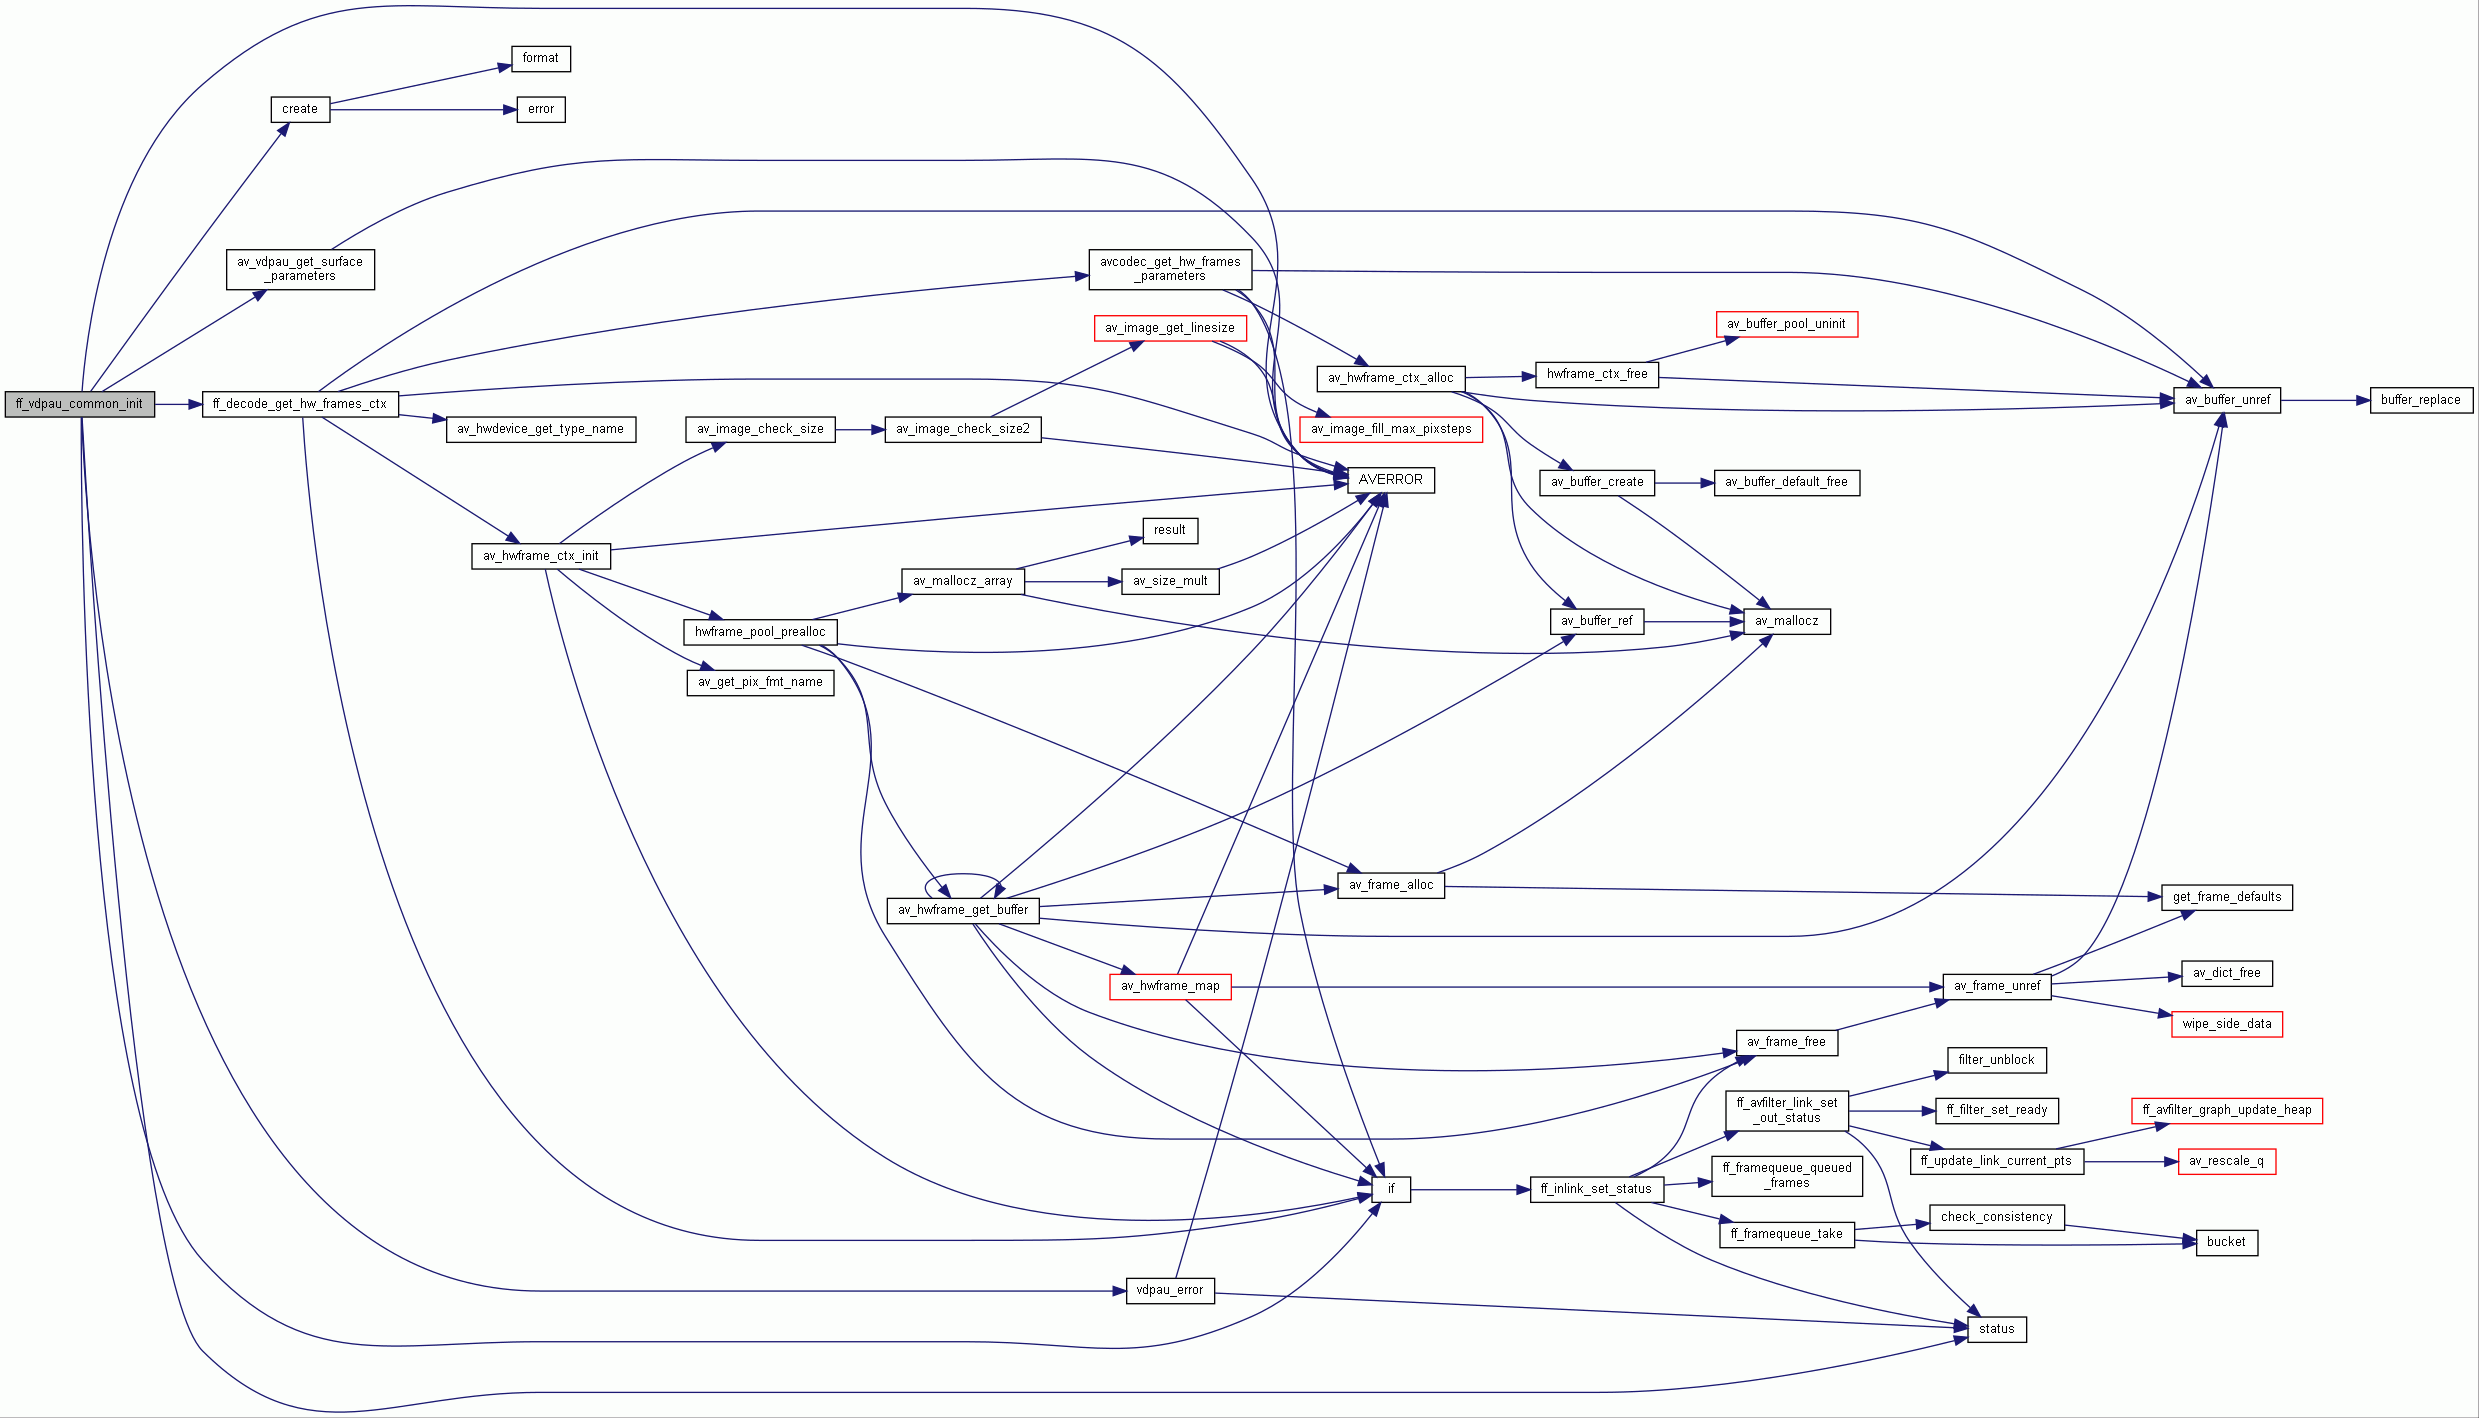 ff_vdpau_common_init
format
create
error
av_vdpau_get_surface
_parameters
ff_decode_get_hw_frames_ctx
av_hwdevice_get_type_name
av_hwframe_ctx_init
av_image_check_size
av_image_check_size2
hwframe_pool_prealloc
av_get_pix_fmt_name
av_mallocz_array
result
av_size_mult
av_hwframe_get_buffer
avcodec_get_hw_frames
_parameters
av_image_get_linesize
av_hwframe_map
vdpau_error
av_hwframe_ctx_alloc
av_image_fill_max_pixsteps
AVERROR
av_frame_alloc
if
av_buffer_pool_uninit
hwframe_ctx_free
av_buffer_create
av_buffer_default_free
av_buffer_ref
av_mallocz
av_buffer_unref
buffer_replace
get_frame_defaults
av_frame_unref
av_dict_free
wipe_side_data
av_frame_free
filter_unblock
ff_avfilter_link_set
_out_status
ff_filter_set_ready
ff_avfilter_graph_update_heap
ff_update_link_current_pts
av_rescale_q
ff_inlink_set_status
ff_framequeue_queued
_frames
ff_framequeue_take
check_consistency
bucket
status